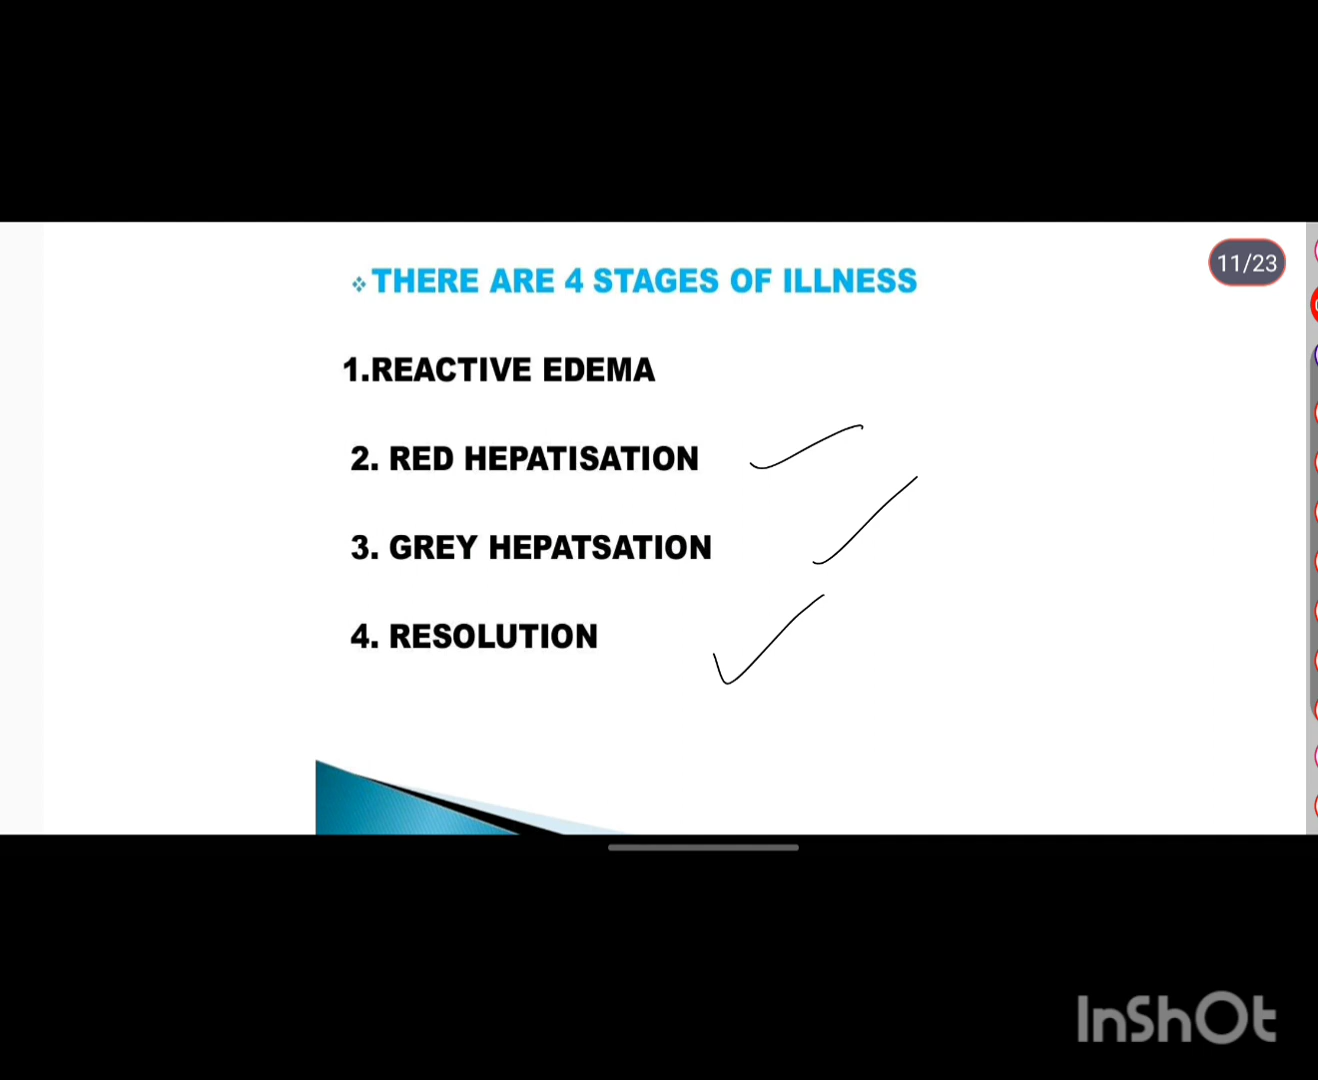 ❖ THERE ARE 4 STAGES OF ILLNESS
11/23
1.REACTIVE EDEMA
2. RED HEPATISATION
3. GREY HEPATSATION
4. RESOLUTION
InShOt